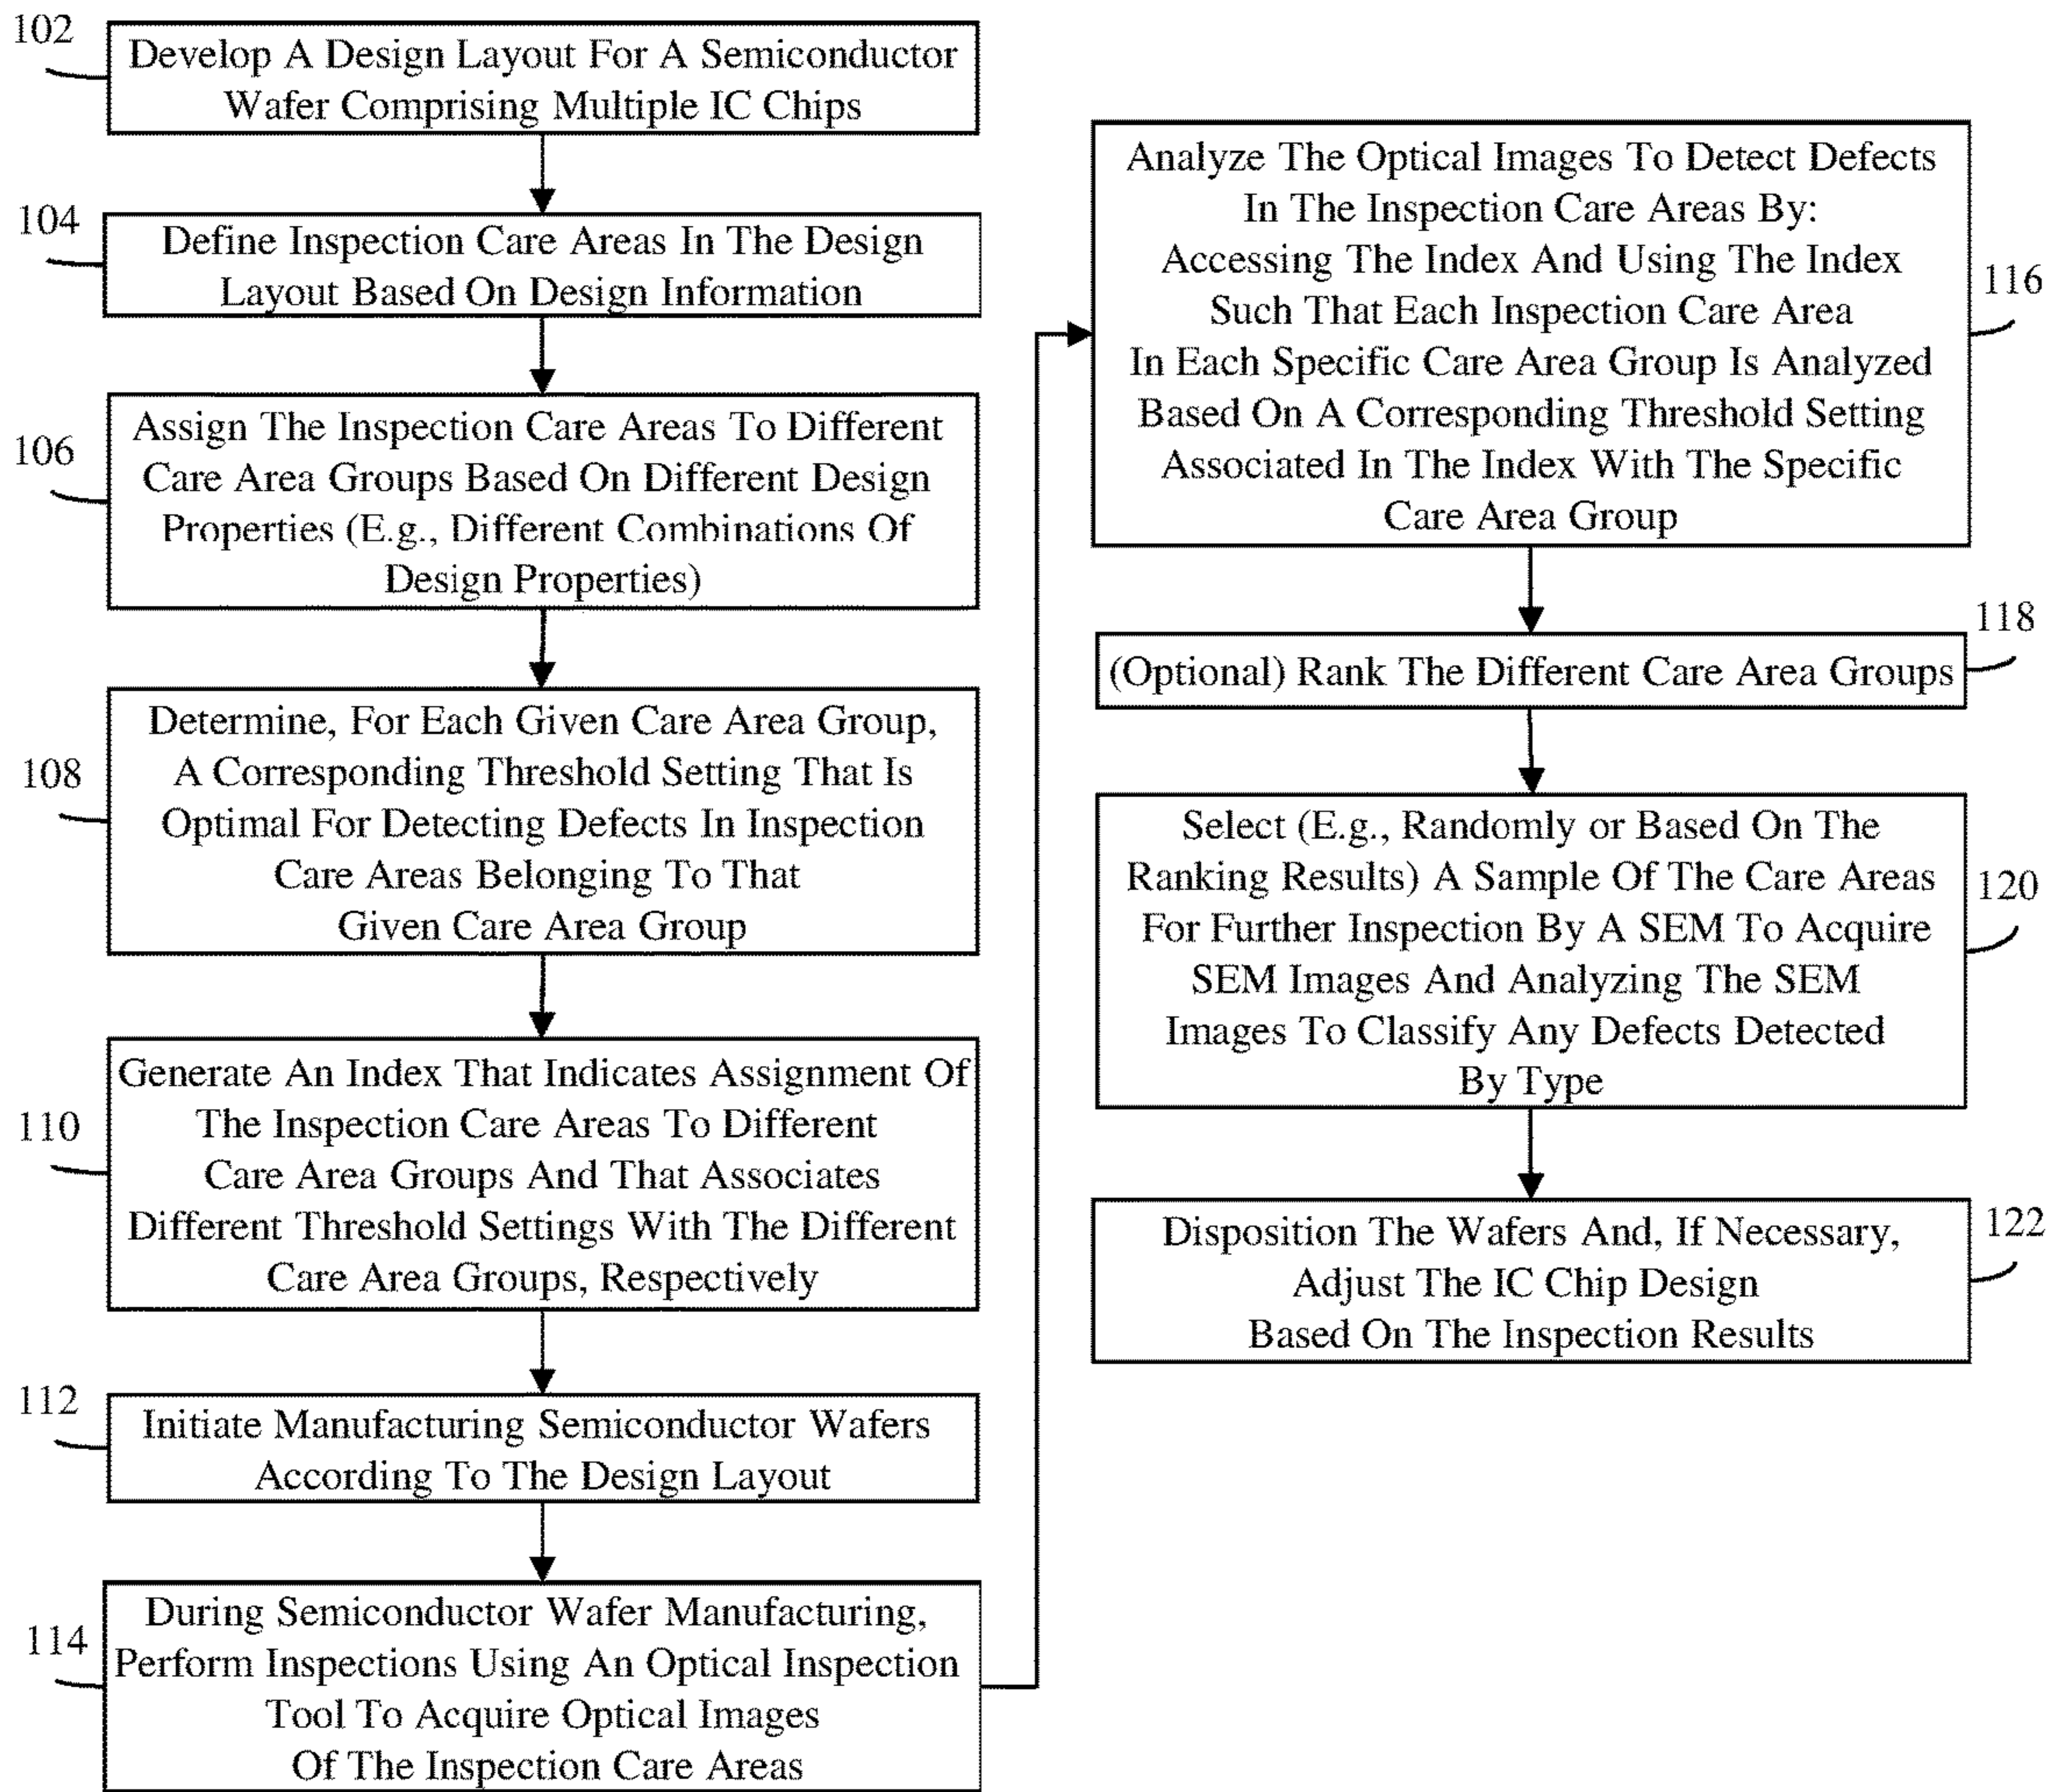 102
Develop A Design Layout For A Semiconductor
Wafer Comprising Multiple IC Chips
104
Define Inspection Care Areas In The Design
Layout Based On Design Information
106
Assign The Inspection Care Areas To Different
Care Area Groups Based On Different Design
Properties (E.g., Different Combinations Of
Design Properties)
108
Determine, For Each Given Care Area Group,
A Corresponding Threshold Setting That Is
Optimal For Detecting Defects In Inspection
Care Areas Belonging To That
Given Care Area Group
110
Generate An Index That Indicates Assignment Of
The Inspection Care Areas To Different
Care Area Groups And That Associates
Different Threshold Settings With The Different
Care Area Groups, Respectively
112
Initiate Manufacturing Semiconductor Wafers
According To The Design Layout
114
During Semiconductor Wafer Manufacturing,
Perform Inspections Using An Optical Inspection
Tool To Acquire Optical Images
Of The Inspection Care Areas
Analyze The Optical Images To Detect Defects
In The Inspection Care Areas By:
Accessing The Index And Using The Index
Such That Each Inspection Care Area
In Each Specific Care Area Group Is Analyzed
Based On A Corresponding Threshold Setting
Associated In The Index With The Specific
Care Area Group
116
(Optional) Rank The Different Care Area Groups
118
Select (E.g., Randomly or Based On The
Ranking Results) A Sample Of The Care Areas
For Further Inspection By A SEM To Acquire
SEM Images And Analyzing The SEM
Images To Classify Any Defects Detected
By Type
120
Disposition The Wafers And, If Necessary,
Adjust The IC Chip Design
Based On The Inspection Results
122